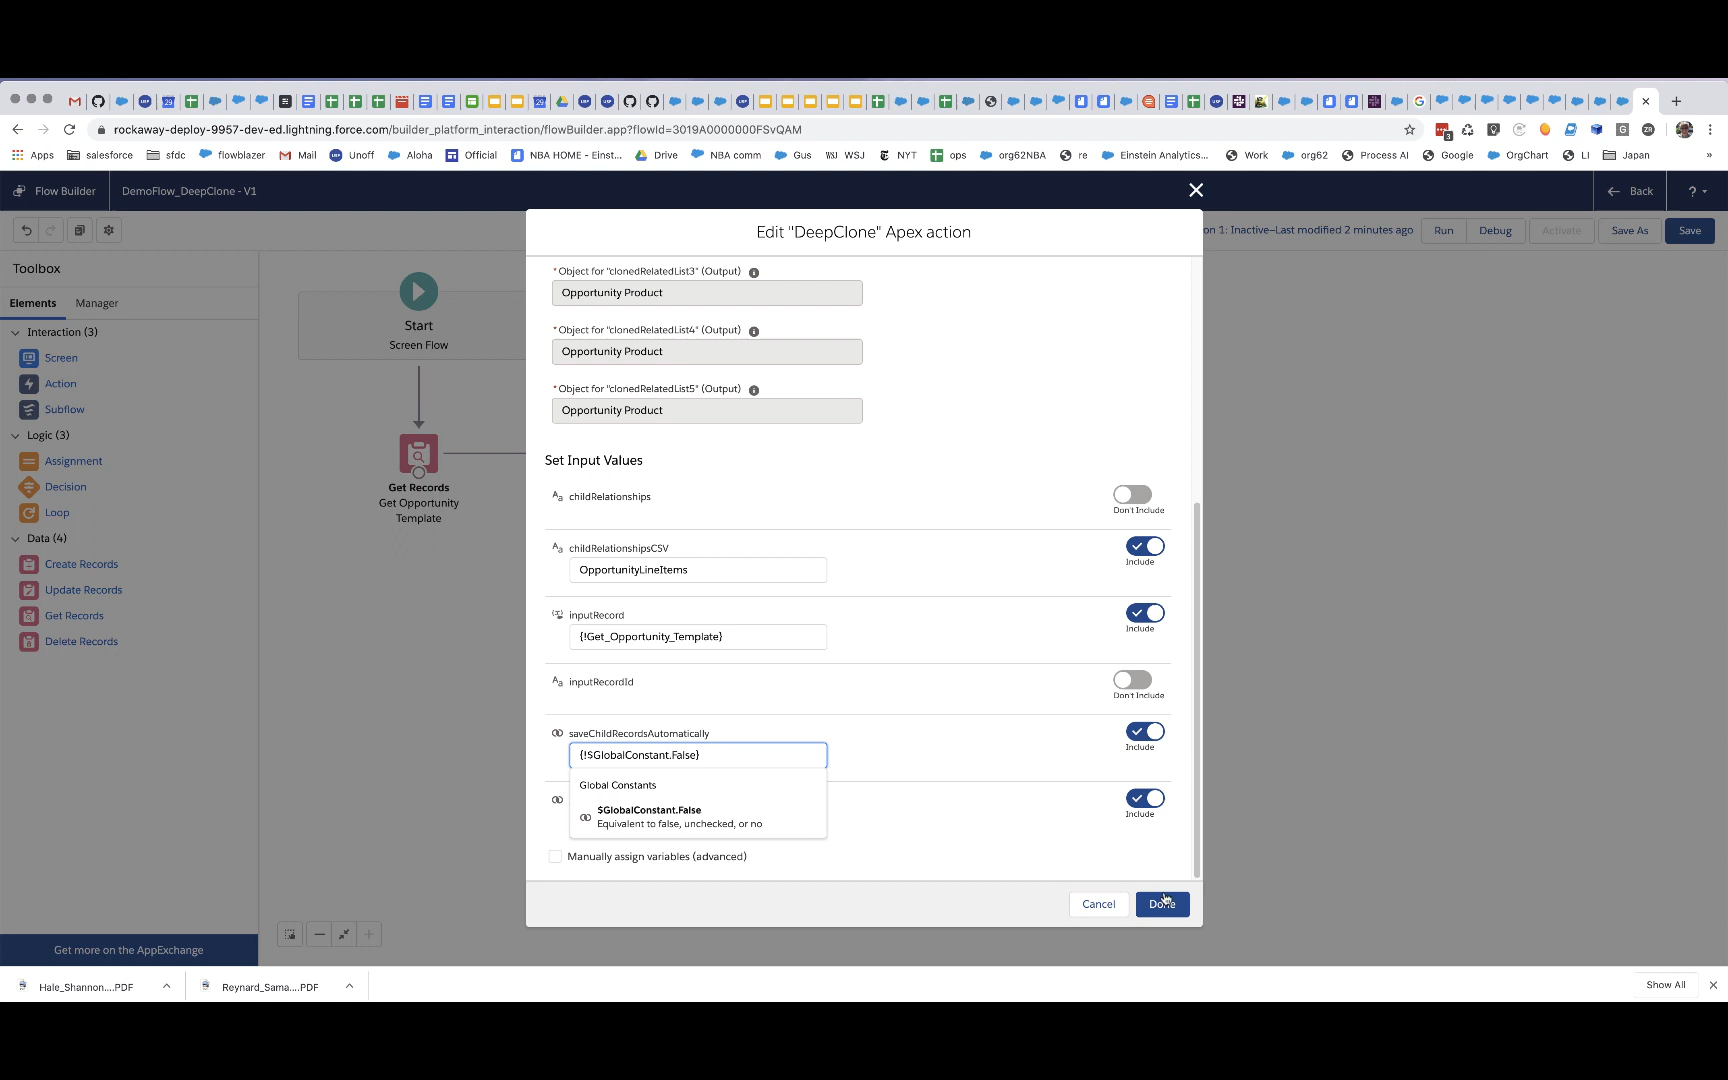 rockaway-deploy-9957-dev-ed.lightning.force.com/builder_platform_interaction/flowBuilder.app?flowId=3019A0000000FSvQAM
Apps salesforce sfdc flowblazer Mail Unoff Aloha Official NBA HOME - Einst... Drive NBA comm Gus WSJ WSJ NYT ops org62NBA re Einstein Analytics... Work org62 Process AI Google OrgChart LI Japan »
Flow Builder DemoFlow_DeepClone - V1 Back ?
on 1: Inactive–Last modified 2 minutes ago Run Debug Activate Save As Save
Edit "DeepClone" Apex action
Toolbox
Elements Manager
Interaction (3)
Screen
Action
Subflow
Logic (3)
Assignment
Decision
Loop
Data (4)
Create Records
Update Records
Get Records
Delete Records
Get more on the AppExchange
Start
Screen Flow
Get Records
Get Opportunity
Template
*Object for "clonedRelatedList3" (Output)
Opportunity Product
*Object for "clonedRelatedList4" (Output)
Opportunity Product
*Object for "clonedRelatedList5" (Output)
Opportunity Product
Set Input Values
Aa childRelationships
Don't Include
Aa childRelationshipsCSV
OpportunityLineItems
Include
inputRecord
{!Get_Opportunity_Template}
Include
Aa inputRecordId
Don't Include
saveChildRecordsAutomatically
{!$GlobalConstant.False}
Include
Global Constants
$GlobalConstant.False
Equivalent to false, unchecked, or no
Include
Manually assign variables (advanced)
Cancel Done
Hale_Shannon....PDF Reynard_Sama....PDF Show All